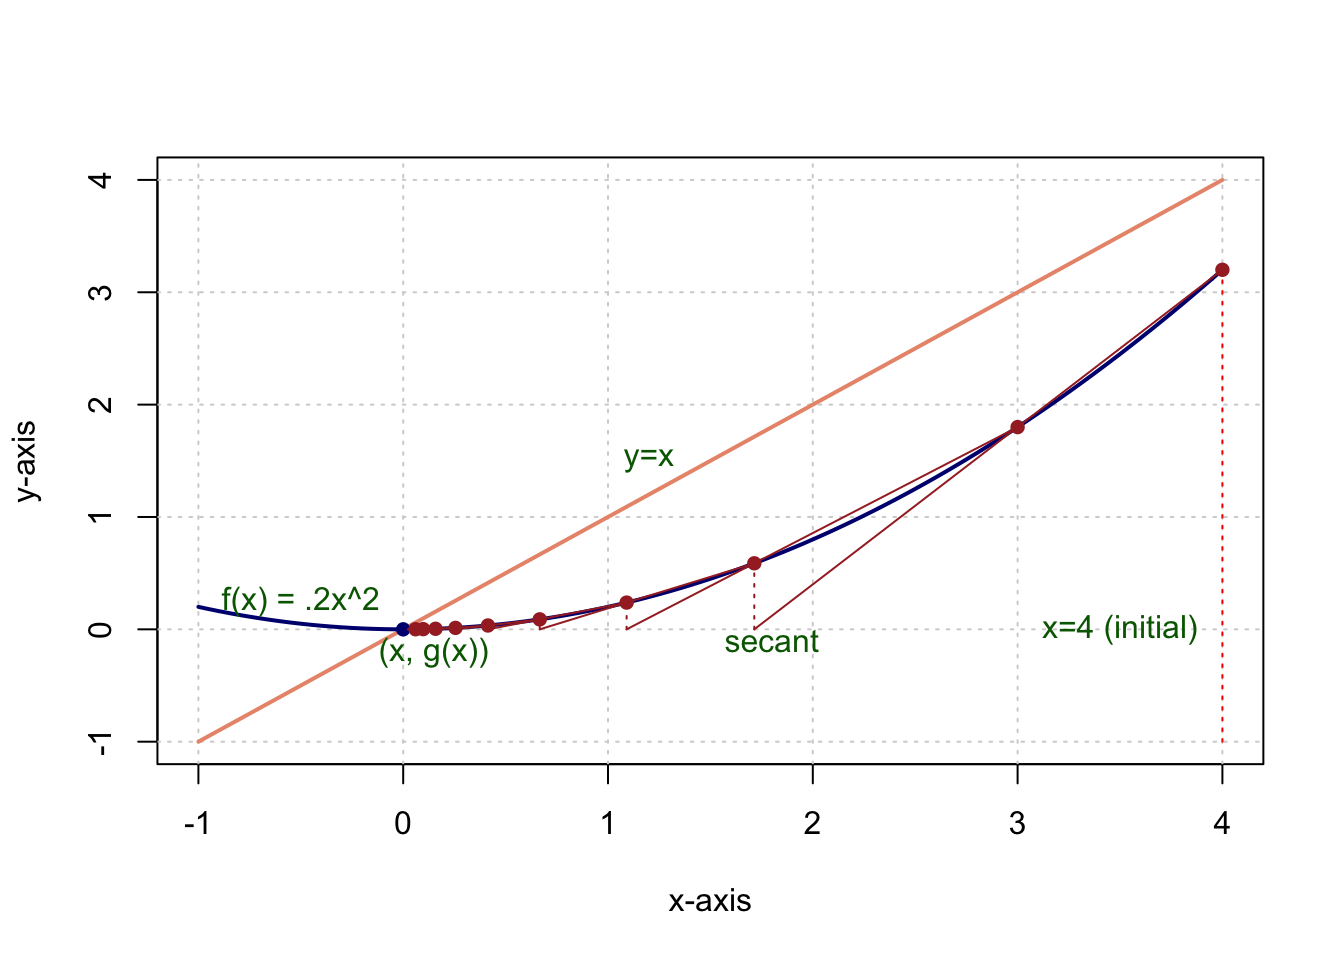 4
3
2
1
0
-1
y-axis
y=x
f(x) = .2x^2
(x, g(x))
secant
x=4 (initial)
-1 0 1 2 3 4
x-axis